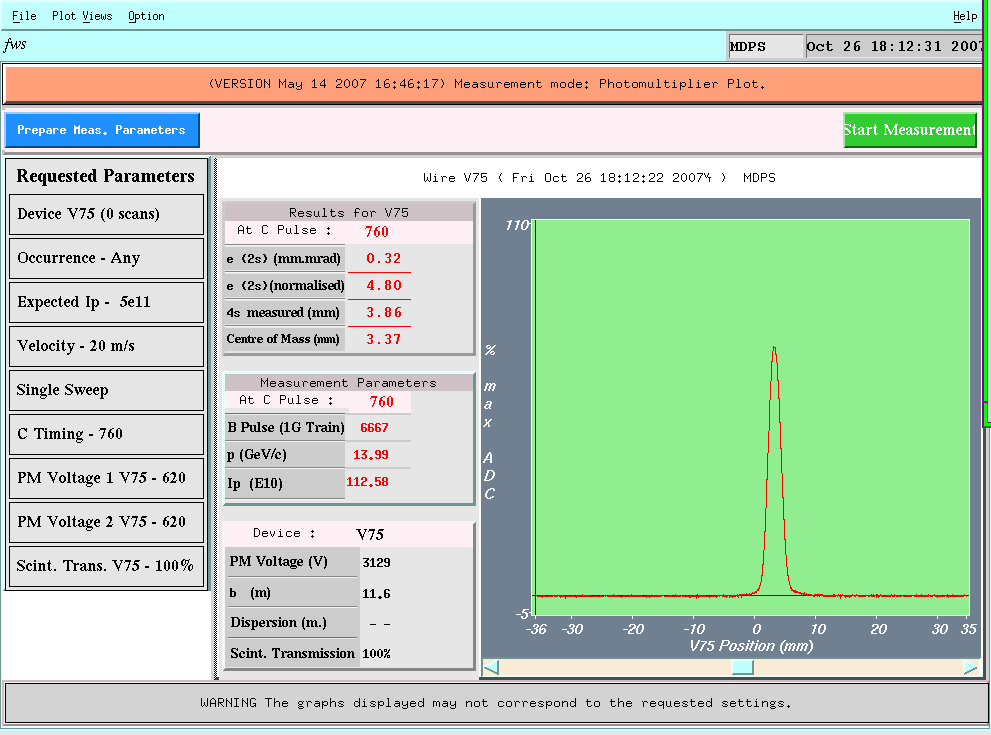 File Plot Views Option Help
fws
MDPS Oct 26 18:12:31 2007
(VERSION May 14 2007 16:46:17) Measurement mode: Photomultiplier Plot.
Prepare Meas. Parameters
Start Measurement
Requested Parameters
Device V75 (0 scans)
Occurrence - Any
Expected Ip - 5e11
Velocity - 20 m/s
Single Sweep
C Timing - 760
PM Voltage 1 V75 - 620
PM Voltage 2 V75 - 620
Scint. Trans. V75 - 100%
Wire V75 ( Fri Oct 26 18:12:22 2007 ) MDPS
Results for V75
At C Pulse : 760
e (2s) (mm.mrad) 0.32
e (2s)(normalised) 4.80
4s measured (mm) 3.86
Centre of Mass (mm) 3.37
Measurement Parameters
At C Pulse : 760
B Pulse (1G Train) 6667
p (GeV/c) 13.99
Ip (E10) 112.58
Device : V75
PM Voltage (V) 3129
b (m) 11.6
Dispersion (m.) - -
Scint. Transmission 100%
110
% max ADC
-5
-36 -30 -20 -10 0 10 20 30 35
V75 Position (mm)
WARNING The graphs displayed may not correspond to the requested settings.